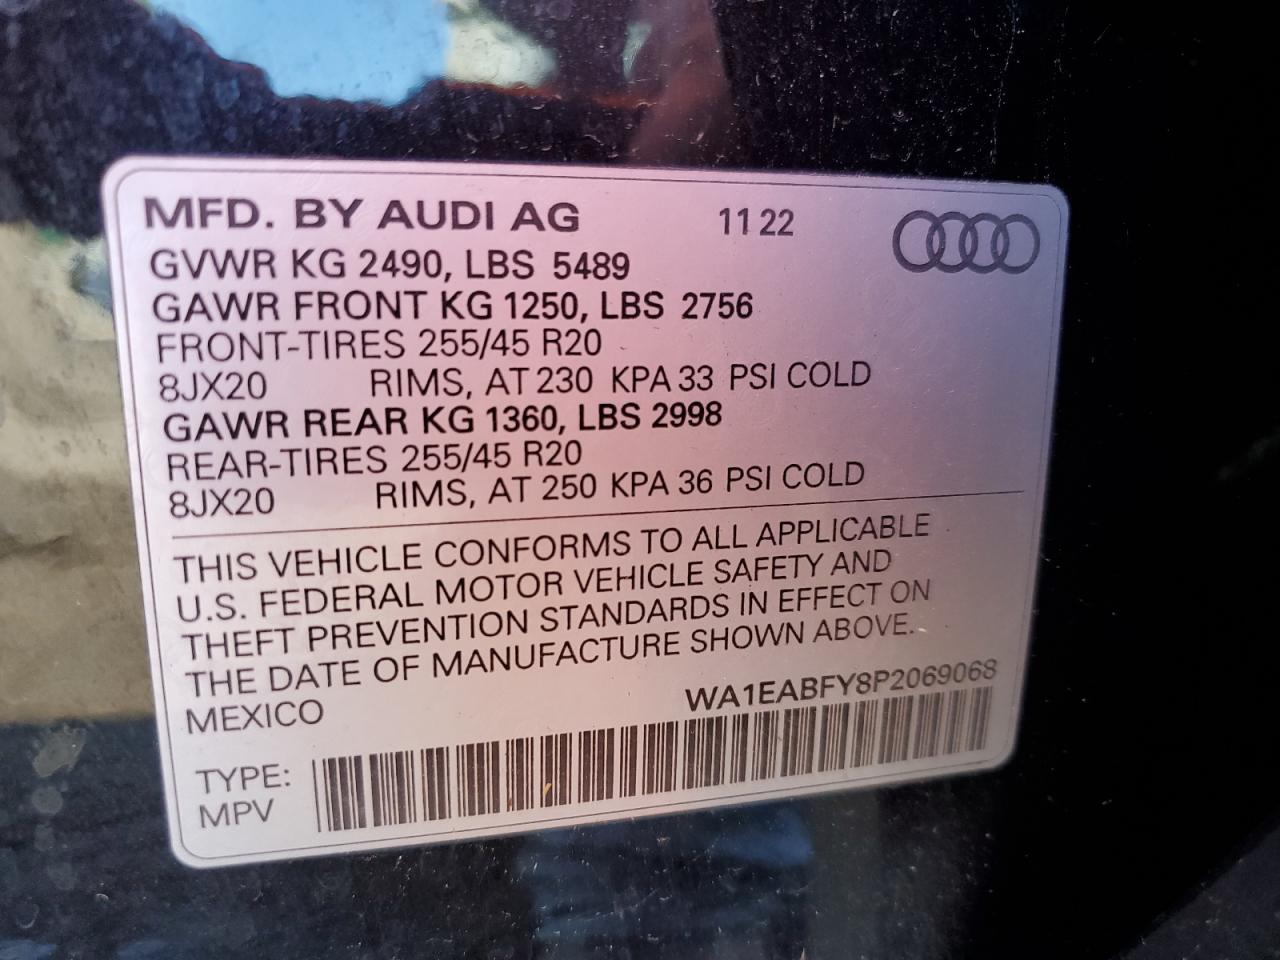 MFD. BY AUDI AG 11 22
GVWR KG 2490, LBS 5489
GAWR FRONT KG 1250, LBS 2756
FRONT-TIRES 255/45 R20
8JX20 RIMS, AT 230 KPA 33 PSI COLD
GAWR REAR KG 1360, LBS 2998
REAR-TIRES 255/45 R20
8JX20 RIMS, AT 250 KPA 36 PSI COLD
THIS VEHICLE CONFORMS TO ALL APPLICABLE
U.S. FEDERAL MOTOR VEHICLE SAFETY AND
THEFT PREVENTION STANDARDS IN EFFECT ON
THE DATE OF MANUFACTURE SHOWN ABOVE.
MEXICO WA1EABFY8P2069068
TYPE:
MPV